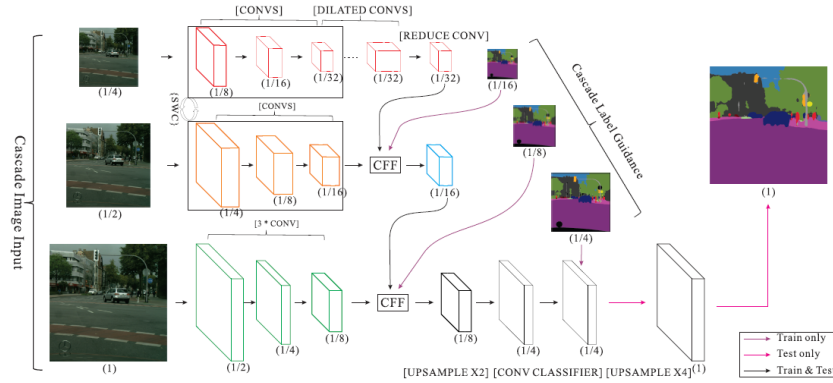 [CONVS] [DILATED CONVS]
[REDUCE CONV]
(1/4)
(1/8)
(1/16)
(1/32)
(1/32)
(1/32)
(1/16)
{SWC}
[CONVS]
Cascade Label Guidance
(1/8)
Cascade Image Input
CFF
(1/2)
(1/4)
(1/8)
(1/16)
(1/16)
(1/4)
(1)
[3 * CONV]
CFF
(1)
(1/2)
(1/4)
(1/8)
(1/8)
(1/4)
(1/4)
(1)
[UPSAMPLE X2] [CONV CLASSIFIER] [UPSAMPLE X4]
Train only
Test only
Train & Test